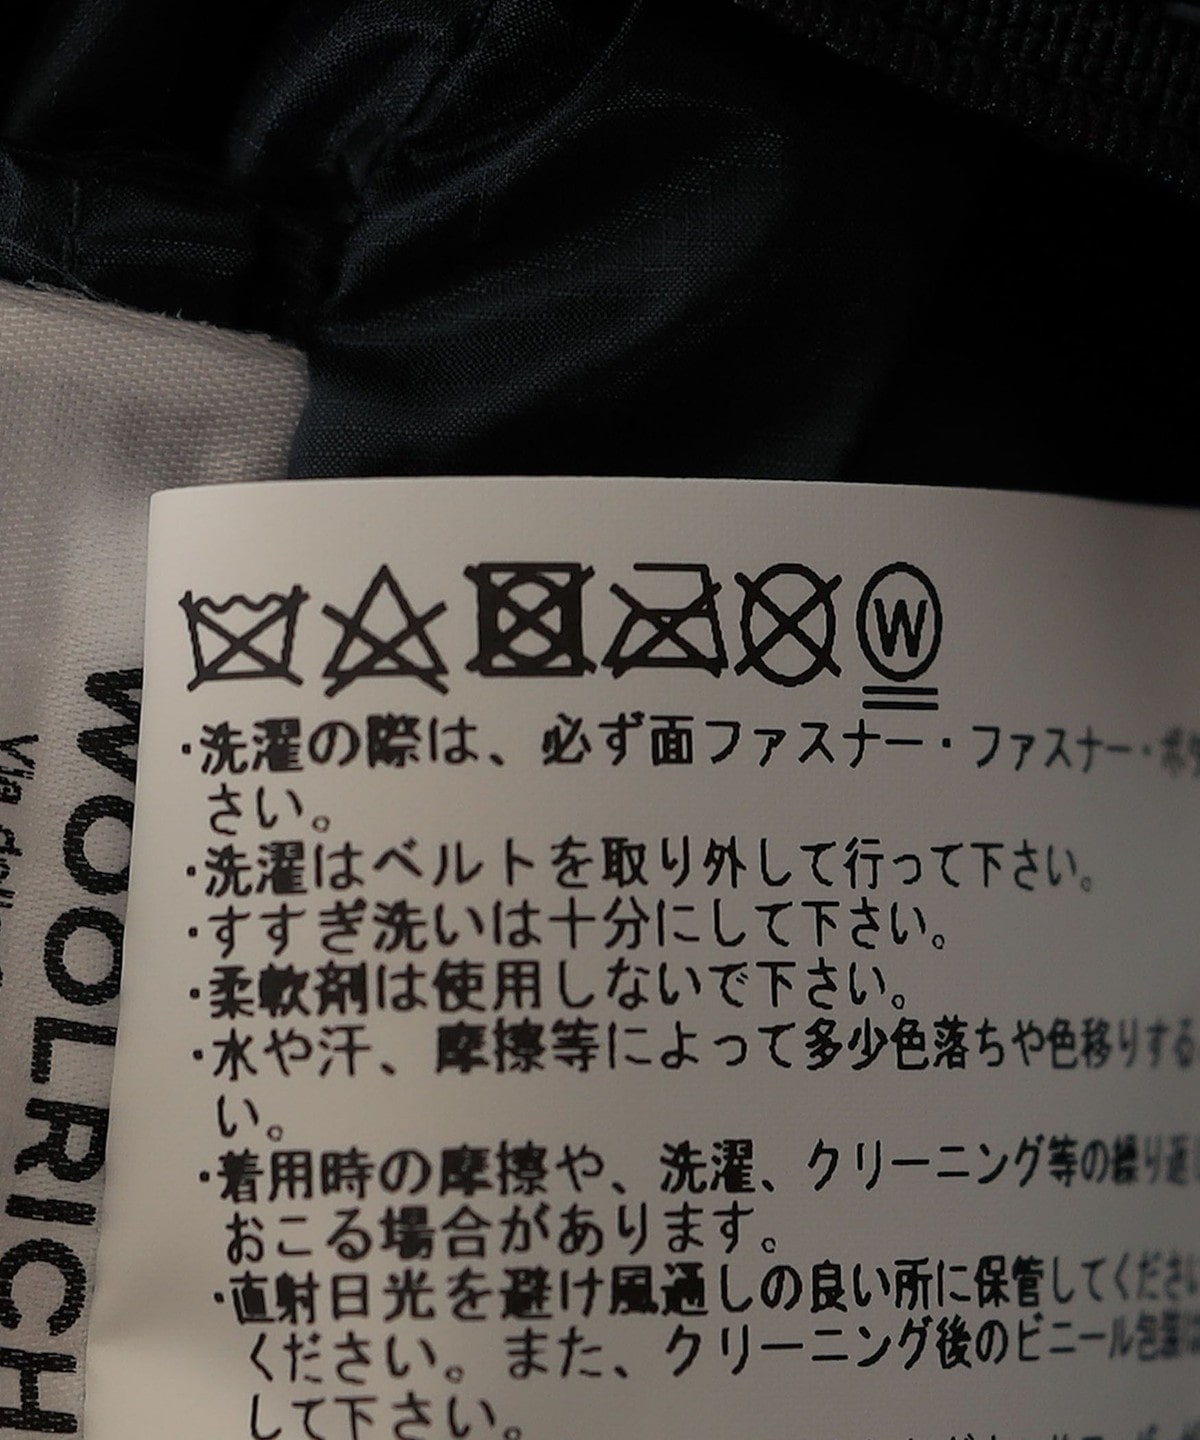 W
・洗濯の際は、必ず面ファスナー・ファスナー・
さい。
・洗濯はベルトを取り外して行って下さい。
・すすぎ洗いは十分にして下さい。
・柔軟剤は使用しないで下さい。
・水や汗、摩擦等によって多少色落ちや色移りする
い。
・着用時の摩擦や、洗濯、クリーニング等の繰り返し
おこる場合があります。
・直射日光を避け風通しの良い所に保管してください
ください。また、クリーニング後のビニール包装は
して下さい。
WOOLRICH